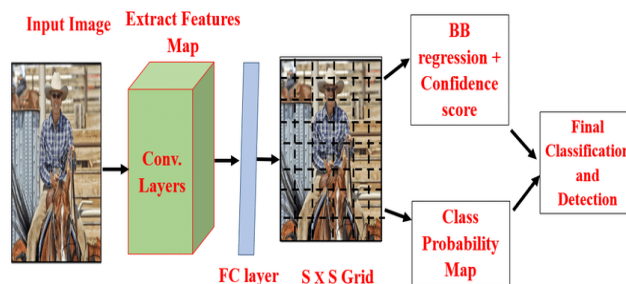 Input Image
Extract Features
Map
Conv.
Layers
FC layer
S X S Grid
BB
regression +
Confidence
score
Class
Probability
Map
Final
Classification
and
Detection